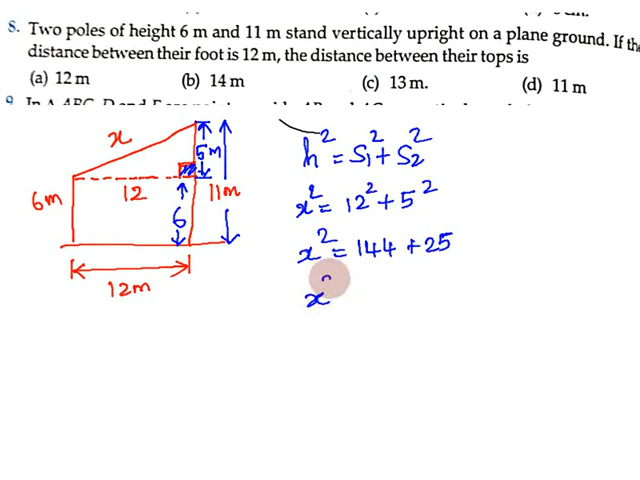 8. Two poles of height 6 m and 11 m stand vertically upright on a plane ground. If the
distance between their foot is 12 m, the distance between their tops is
(a) 12 m (b) 14 m (c) 13 m. (d) 11 m
x
5m
6m 12 11m
6
12m
h² = S₁² + S₂²
x² = 12² + 5²
x² = 144 + 25
x